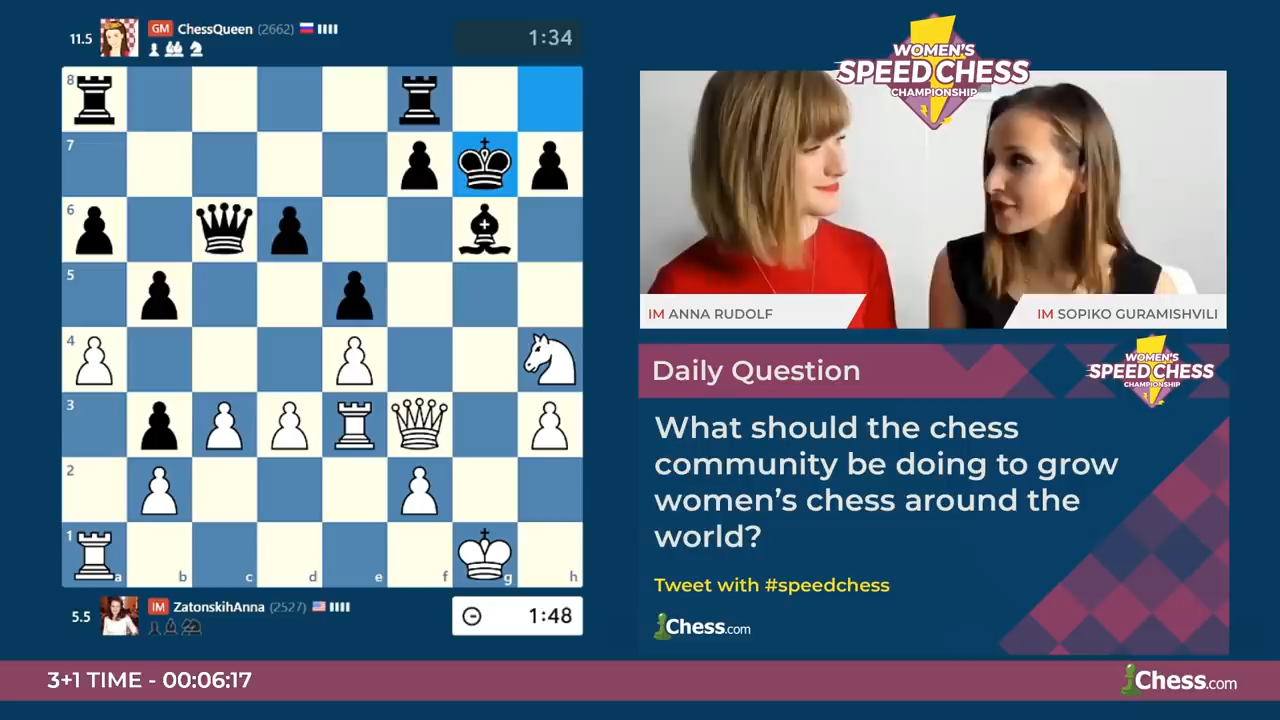 11.5 GM ChessQueen (2662)
1:34
8
7
6
5
4
3
2
1 a b c d e f g h
5.5 IM ZatonskihAnna (2527)
1:48
WOMEN'S
SPEED CHESS
CHAMPIONSHIP
IM ANNA RUDOLF
IM SOPIKO GURAMISHVILI
Daily Question
WOMEN'S
SPEED CHESS
CHAMPIONSHIP
What should the chess
community be doing to grow
women's chess around the
world?
Tweet with #speedchess
Chess.com
3+1 TIME - 00:06:17
Chess.com